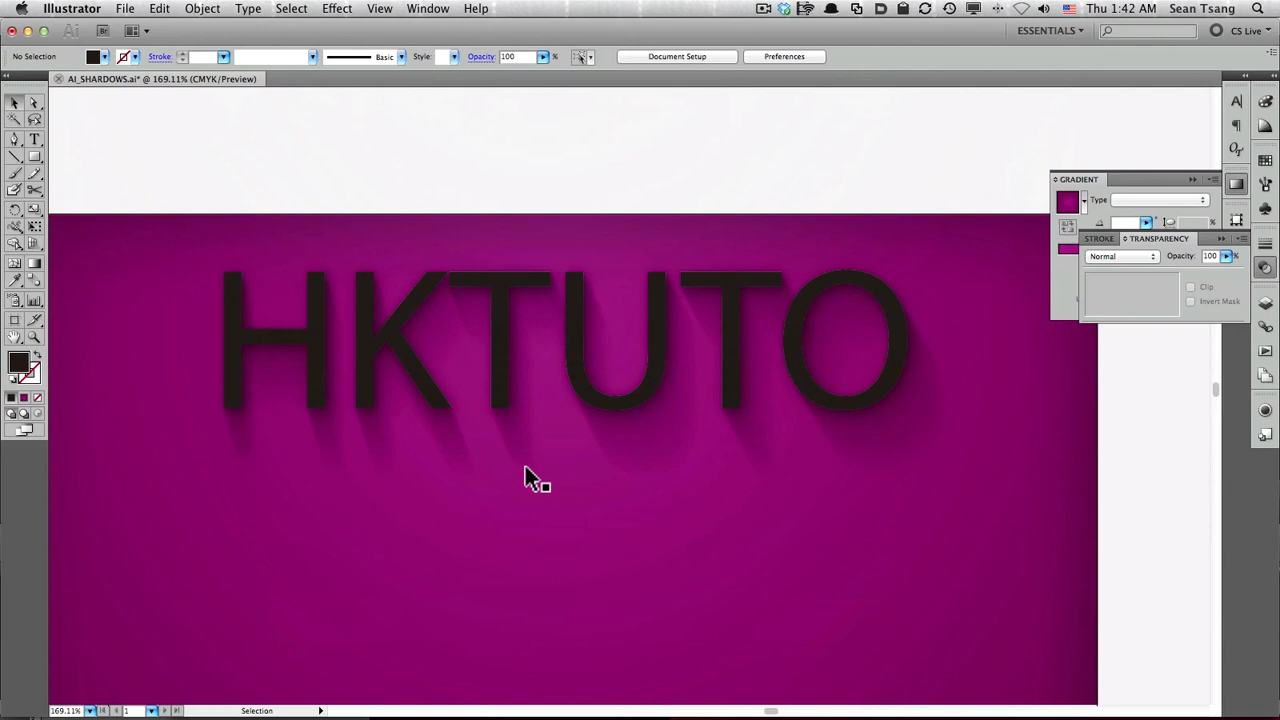 Illustrator File Edit Object Type Select Effect View Window Help Thu 1:42 AM Sean Tsang
Ai Br ESSENTIALS CS Live
No Selection Stroke: Basic Style: Opacity: 100 % Document Setup Preferences
AI_SHARDOWS.ai* @ 169.11% (CMYK/Preview)
GRADIENT
Type
° %
STROKE TRANSPARENCY
Normal Opacity: 100 %
Clip
Invert Mask
HKTUTO
169.11% 1 Selection